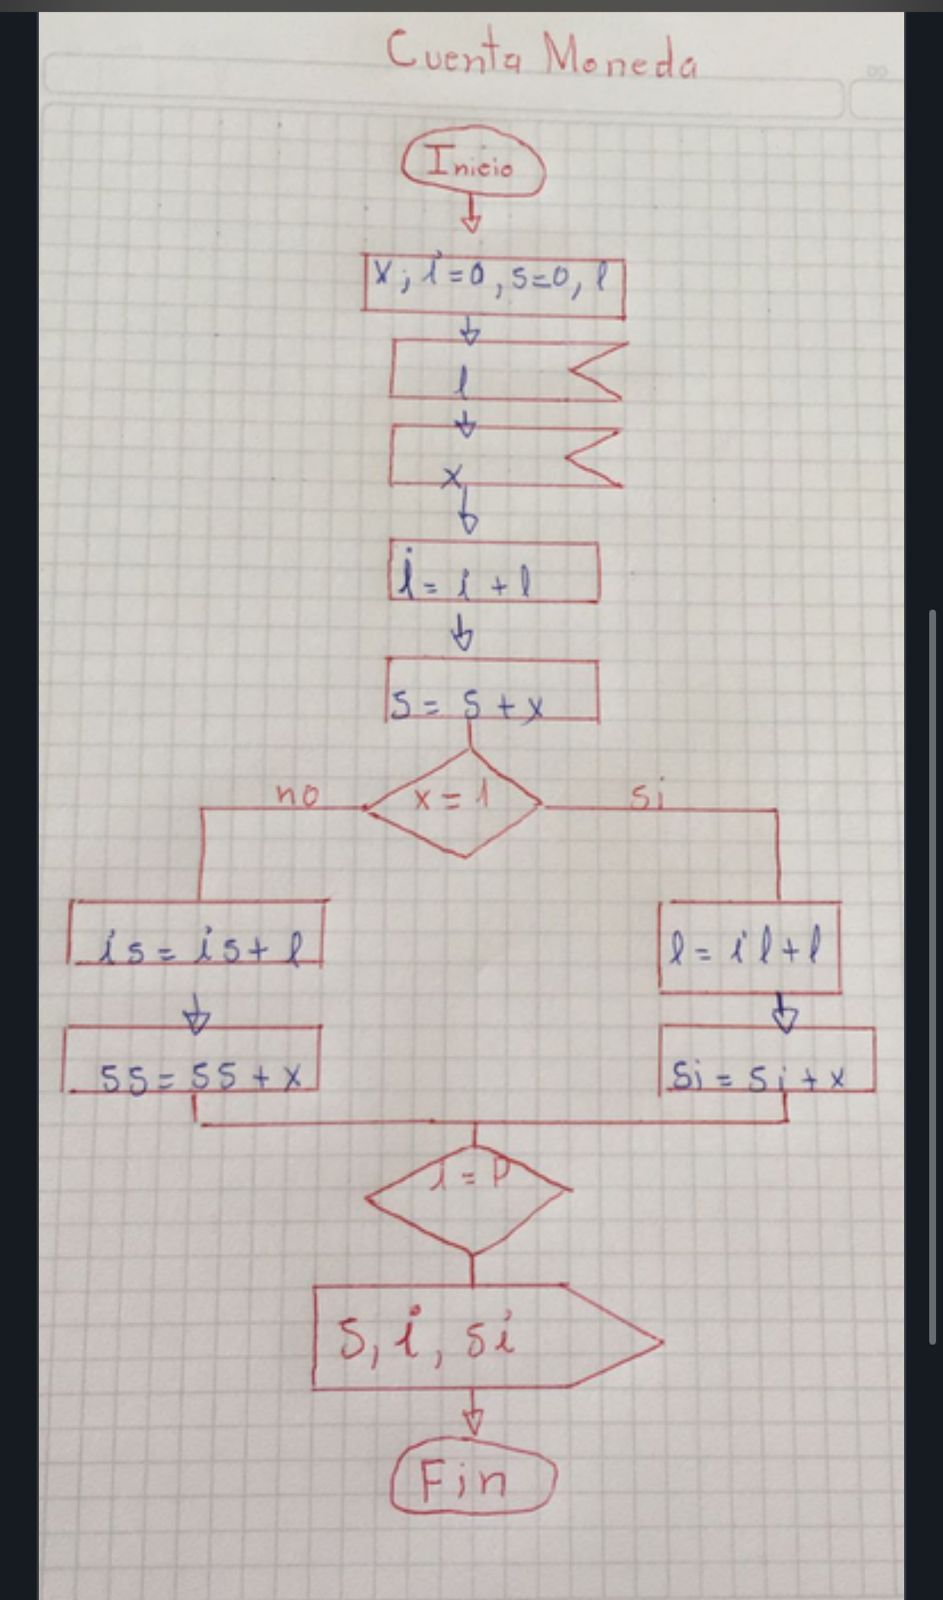 Cuenta Moneda
Inicio
x, i=0, s=0, l
l
x
i = i + l
s = s + x
no
x = 1
si
is = is + l
l = il + l
ss = ss + x
si = si + x
i = P
s, i, si
Fin